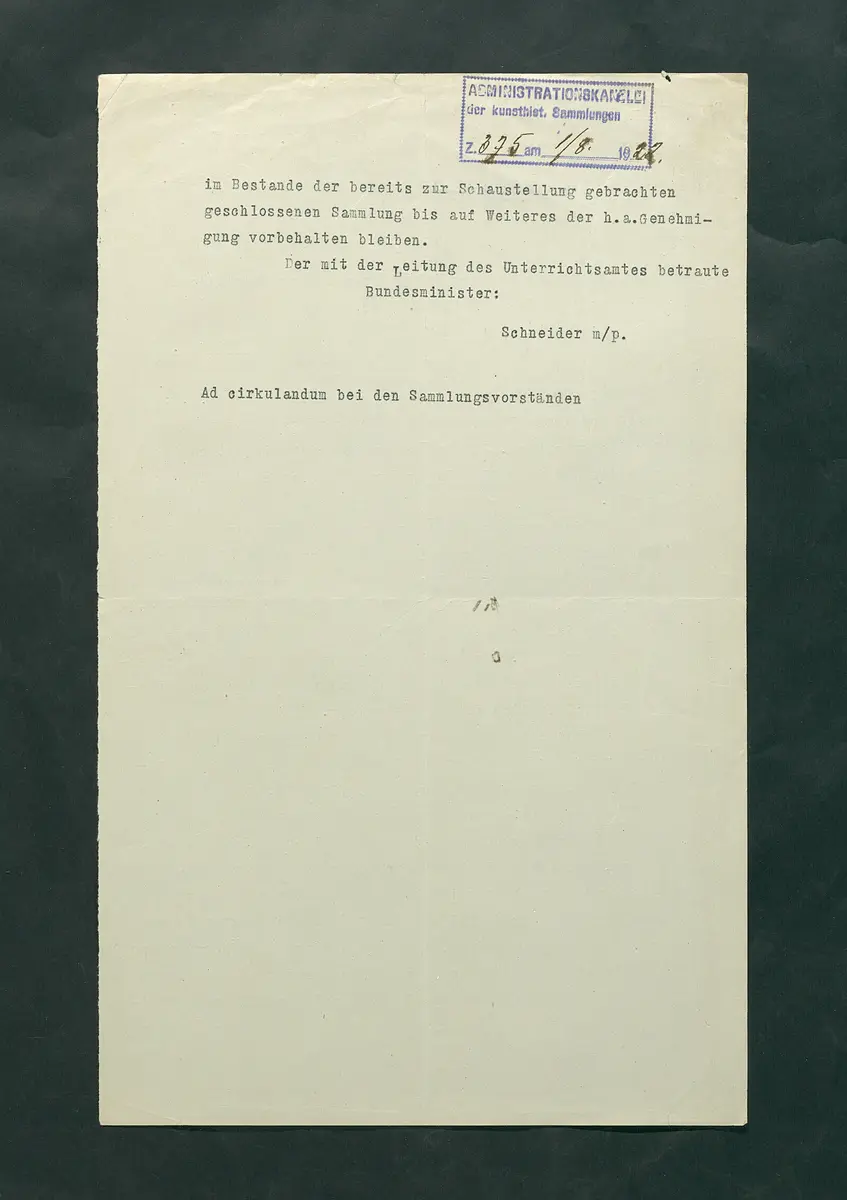 ADMINISTRATIONSKANZLEI
der kunsthist. Sammlungen
Z. 375 am 1/8. 1922.
im Bestande der bereits zur Schaustellung gebrachten
geschlossenen Sammlung bis auf Weiteres der h.a.Genehmi-
gung vorbehalten bleiben.
Der mit der Leitung des Unterrichtsamtes betraute
Bundesminister:
Schneider m/p.
Ad cirkulandum bei den Sammlungsvorständen